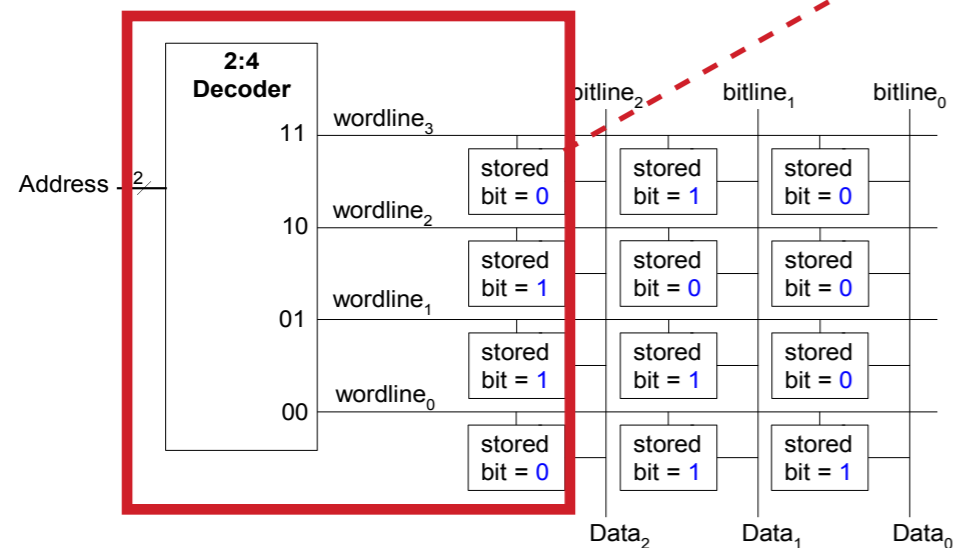 2:4
Decoder
bitline₂ bitline₁ bitline₀
wordline₃
11
stored stored stored
bit = 0 bit = 1 bit = 0
Address 2
wordline₂
10
stored stored stored
bit = 1 bit = 0 bit = 0
wordline₁
01
stored stored stored
bit = 1 bit = 1 bit = 0
wordline₀
00
stored stored stored
bit = 0 bit = 1 bit = 1
Data₂ Data₁ Data₀